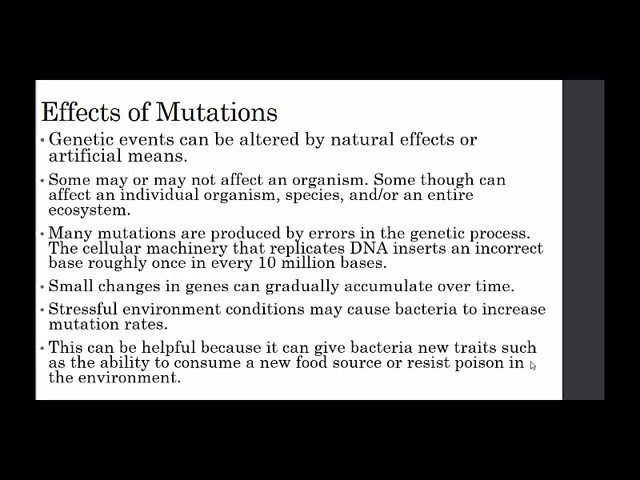 Effects of Mutations
• Genetic events can be altered by natural effects or
artificial means.
• Some may or may not affect an organism. Some though can
affect an individual organism, species, and/or an entire
ecosystem.
• Many mutations are produced by errors in the genetic process.
The cellular machinery that replicates DNA inserts an incorrect
base roughly once in every 10 million bases.
• Small changes in genes can gradually accumulate over time.
• Stressful environment conditions may cause bacteria to increase
mutation rates.
• This can be helpful because it can give bacteria new traits such
as the ability to consume a new food source or resist poison in
the environment.